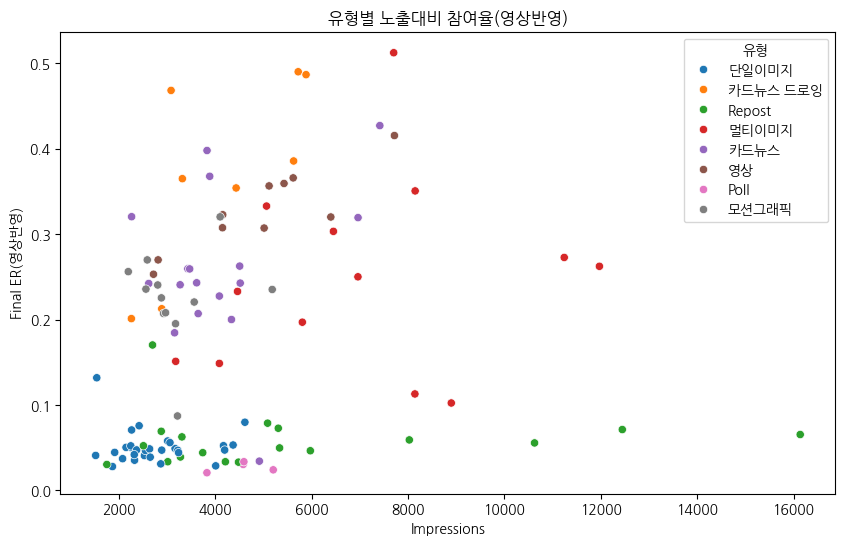 유형별 노출대비 참여율(영상반영)
유형
단일이미지
카드뉴스 드로잉
Repost
멀티이미지
카드뉴스
영상
Poll
모션그래픽
Final ER(영상반영)
0.5
0.4
0.3
0.2
0.1
0.0
2000 4000 6000 8000 10000 12000 14000 16000
Impressions